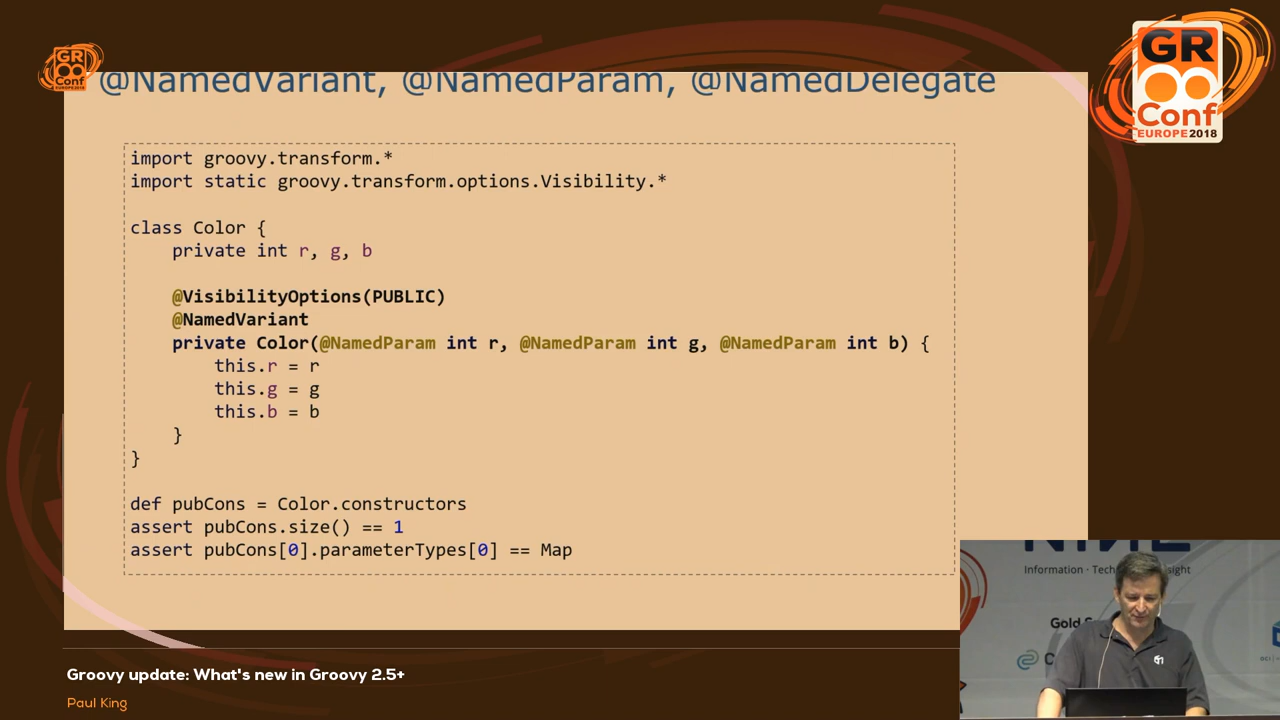 GR
Conf
@NamedVariant, @NamedParam, @NamedDelegate
GR
Conf
EUROPE 2018
import groovy.transform.*
import static groovy.transform.options.Visibility.*
class Color {
private int r, g, b
@VisibilityOptions(PUBLIC)
@NamedVariant
private Color(@NamedParam int r, @NamedParam int g, @NamedParam int b) {
this.r = r
this.g = g
this.b = b
}
}
def pubCons = Color.constructors
assert pubCons.size() == 1
assert pubCons[0].parameterTypes[0] == Map
Information · Tech
Gold
Groovy update: What's new in Groovy 2.5+
Paul King